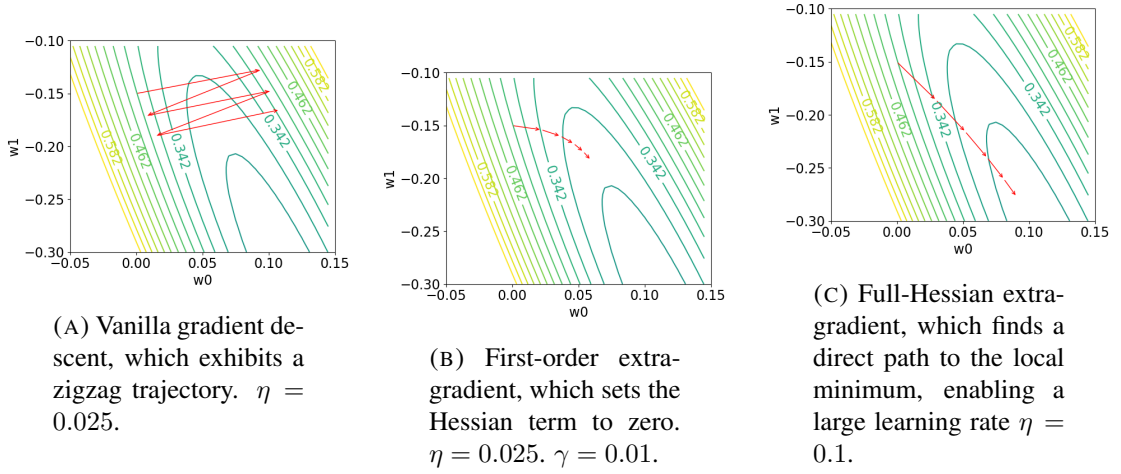 −0.10
−0.15
−0.20
−0.25
−0.30
w1
0.582
0.462
0.342
0.582
0.462
0.342
−0.05
0.00
0.05
0.10
0.15
w0
(A) Vanilla gradient de-
scent, which exhibits a
zigzag trajectory. η =
0.025.
−0.10
−0.15
−0.20
−0.25
−0.30
w1
0.582
0.462
0.342
0.582
0.462
0.342
−0.05
0.00
0.05
0.10
0.15
w0
(B) First-order extra-
gradient, which sets the
Hessian term to zero.
η = 0.025. γ = 0.01.
−0.10
−0.15
−0.20
−0.25
−0.30
w1
0.582
0.462
0.342
0.582
0.462
0.342
−0.05
0.00
0.05
0.10
0.15
w0
(C) Full-Hessian extra-
gradient, which finds a
direct path to the local
minimum, enabling a
large learning rate η =
0.1.